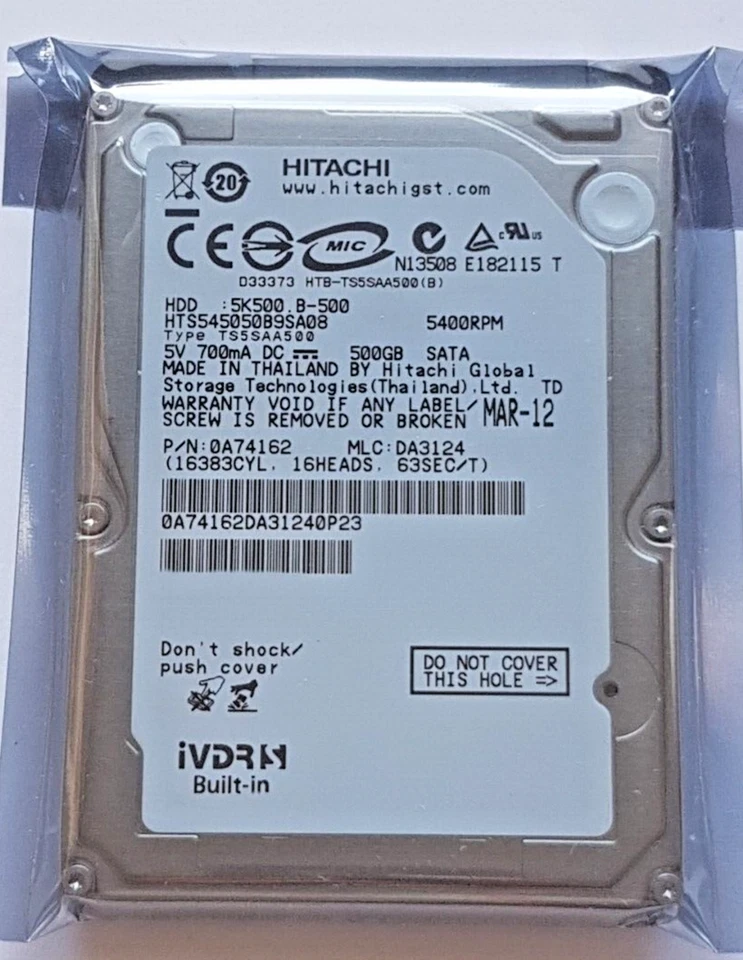 20 HITACHI
www.hitachigst.com
CE MIC
N13508 E182115 T
D33373 HTB-TS5SAA500(B)
HDD :5K500.B-500
HTS545050B9SA08 5400RPM
Type TS5SAA500
5V 700mA DC 500GB SATA
MADE IN THAILAND BY Hitachi Global
Storage Technologies(Thailand),Ltd. TD
WARRANTY VOID IF ANY LABEL/ MAR-12
SCREW IS REMOVED OR BROKEN
P/N:0A74162 MLC:DA3124
(16383CYL, 16HEADS, 63SEC/T)
0A74162DA31240P23
Don't shock/
push cover
DO NOT COVER
THIS HOLE =>
iVDR S
Built-in